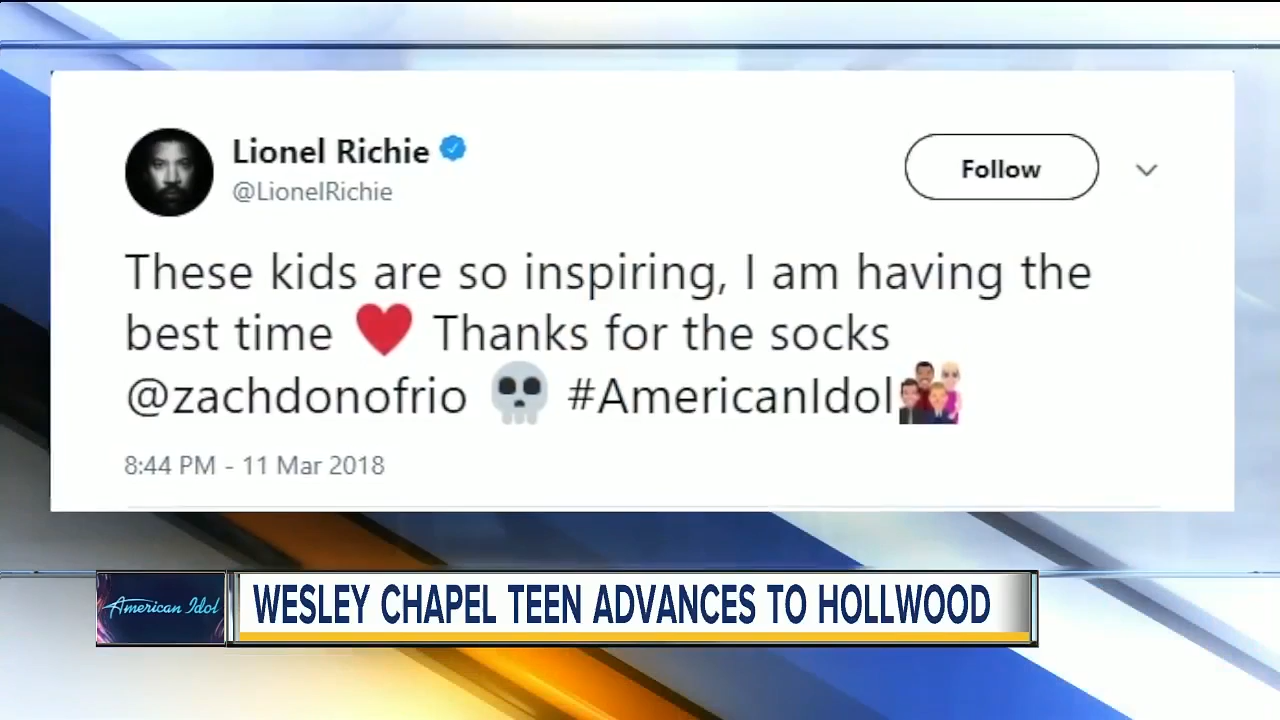 Lionel Richie
@LionelRichie
Follow
These kids are so inspiring, I am having the
best time ❤️ Thanks for the socks
@zachdonofrio 💀 #AmericanIdol
8:44 PM - 11 Mar 2018
American Idol
WESLEY CHAPEL TEEN ADVANCES TO HOLLWOOD